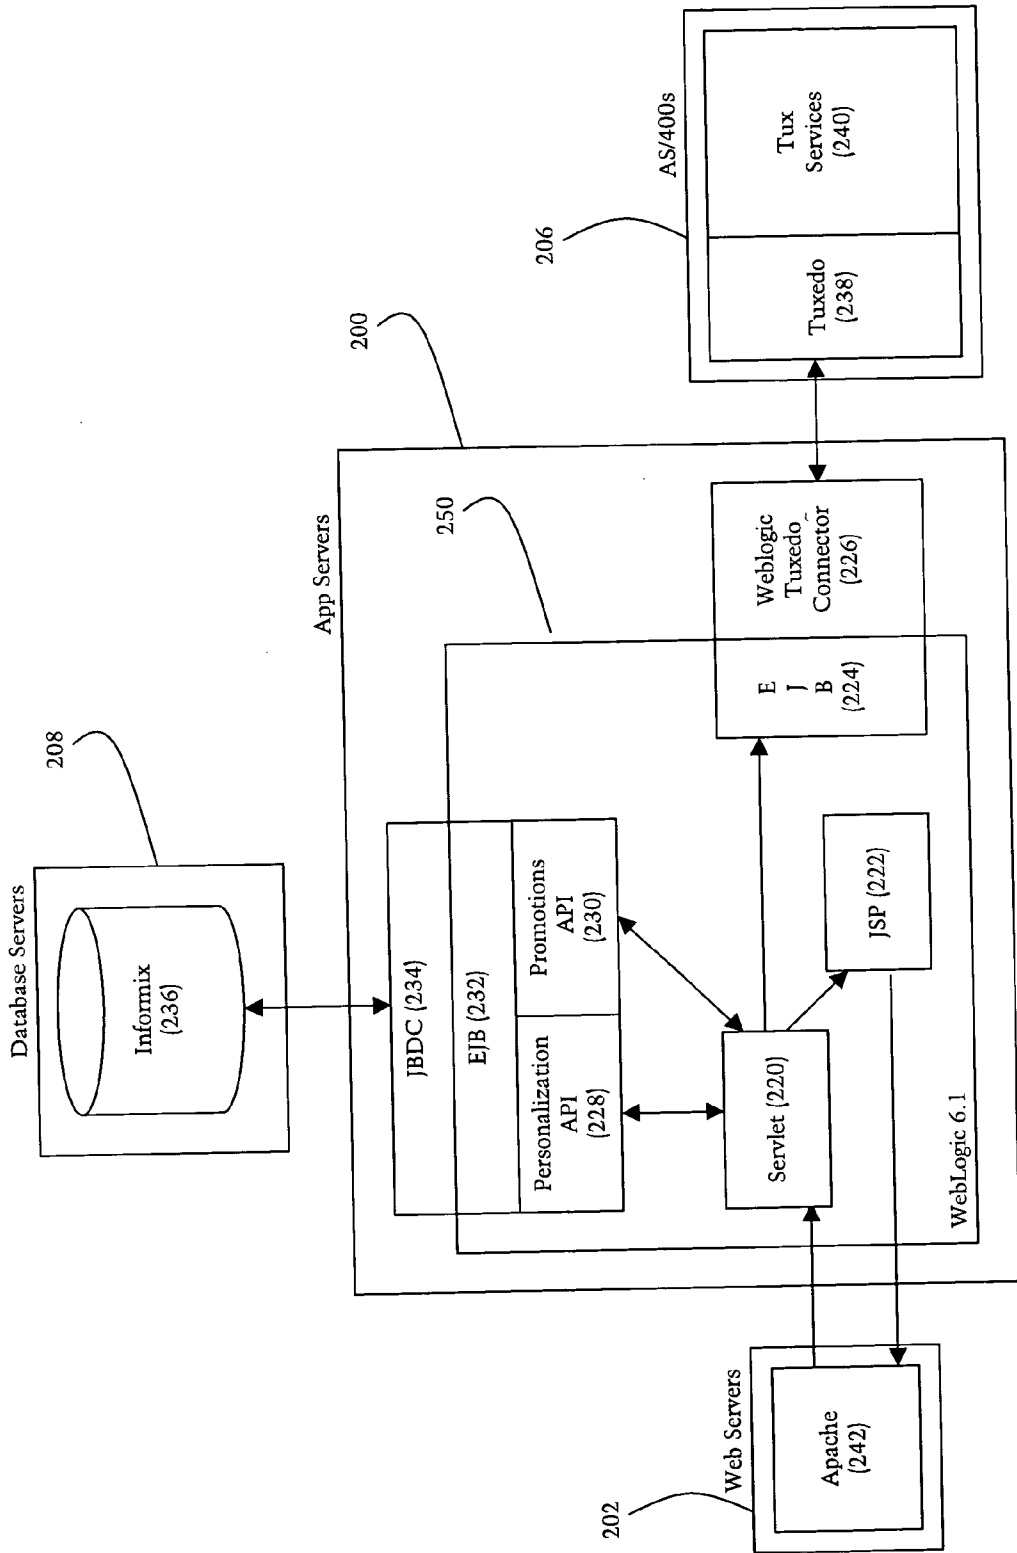 Database Servers
208
Informix
(236)
App Servers
200
250
JBDC (234)
EJB (232)
Personalization
API
(228)
Promotions
API
(230)
Servlet (220)
JSP (222)
E
J
B
(224)
Weblogic
Tuxedo
Connector
(226)
WebLogic 6.1
Web Servers
202
Apache
(242)
AS/400s
206
Tuxedo
(238)
Tux
Services
(240)